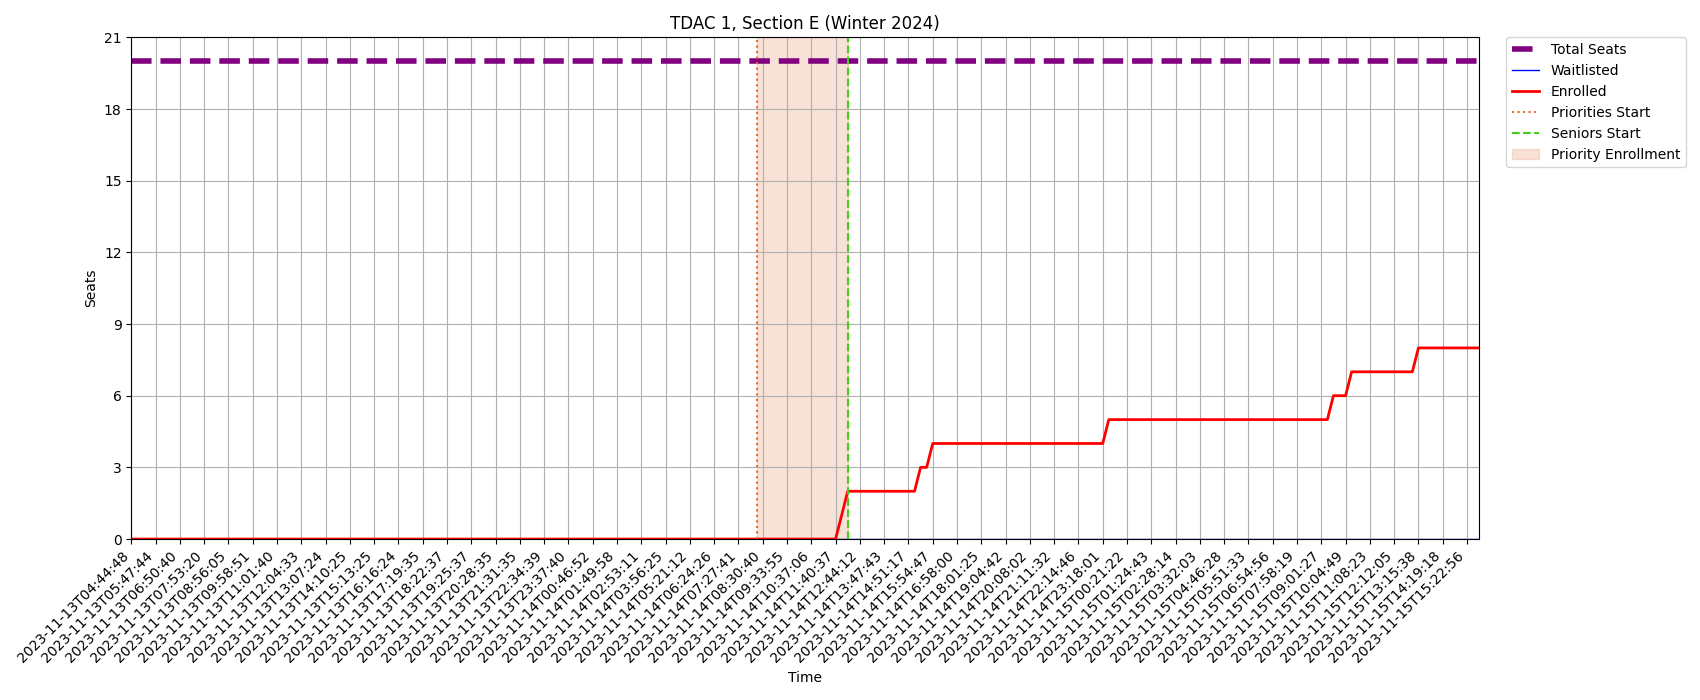 TDAC 1, Section E (Winter 2024)
21
18
15
12
9
6
3
0
Seats
Total Seats
Waitlisted
Enrolled
Priorities Start
Seniors Start
Priority Enrollment
2023-11-13T04:44:48
2023-11-13T05:47:44
2023-11-13T06:50:40
2023-11-13T07:53:20
2023-11-13T08:56:05
2023-11-13T09:58:51
2023-11-13T11:01:40
2023-11-13T12:04:33
2023-11-13T13:07:24
2023-11-13T14:10:25
2023-11-13T15:13:25
2023-11-13T16:16:24
2023-11-13T17:19:35
2023-11-13T18:22:37
2023-11-13T19:25:37
2023-11-13T20:28:35
2023-11-13T21:31:35
2023-11-13T22:34:39
2023-11-13T23:37:40
2023-11-14T00:46:52
2023-11-14T01:49:58
2023-11-14T02:53:11
2023-11-14T03:56:25
2023-11-14T05:21:12
2023-11-14T06:24:26
2023-11-14T07:27:41
2023-11-14T08:30:40
2023-11-14T09:33:55
2023-11-14T10:37:06
2023-11-14T11:40:37
2023-11-14T12:44:12
2023-11-14T13:47:43
2023-11-14T14:51:17
2023-11-14T15:54:47
2023-11-14T16:58:00
2023-11-14T18:01:25
2023-11-14T19:04:42
2023-11-14T20:08:02
2023-11-14T21:11:32
2023-11-14T22:14:46
2023-11-14T23:18:01
2023-11-15T00:21:22
2023-11-15T01:24:43
2023-11-15T02:28:14
2023-11-15T03:32:03
2023-11-15T04:46:28
2023-11-15T05:51:33
2023-11-15T06:54:56
2023-11-15T07:58:19
2023-11-15T09:01:27
2023-11-15T10:04:49
2023-11-15T11:08:23
2023-11-15T12:12:05
2023-11-15T13:15:38
2023-11-15T14:19:18
2023-11-15T15:22:56
Time